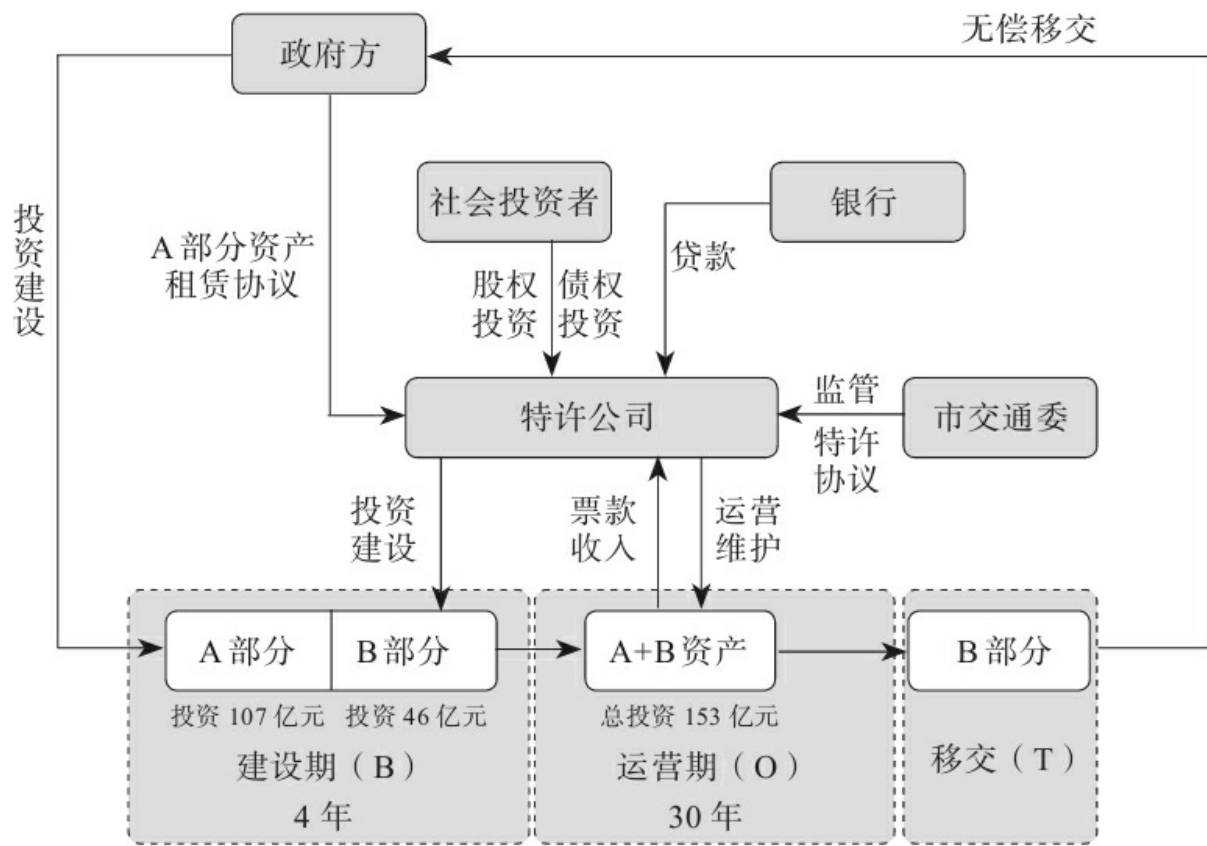 无偿移交
政府方
社会投资者
银行
投资建设
A 部分资产
租赁协议
股权
投资
债权
投资
贷款
特许公司
监管
特许
协议
市交通委
投资
建设
票款
收入
运营
维护
A 部分
B 部分
A+B 资产
B 部分
投资 107 亿元
投资 46 亿元
总投资 153 亿元
建设期（B）
运营期（O）
移交（T）
4 年
30 年